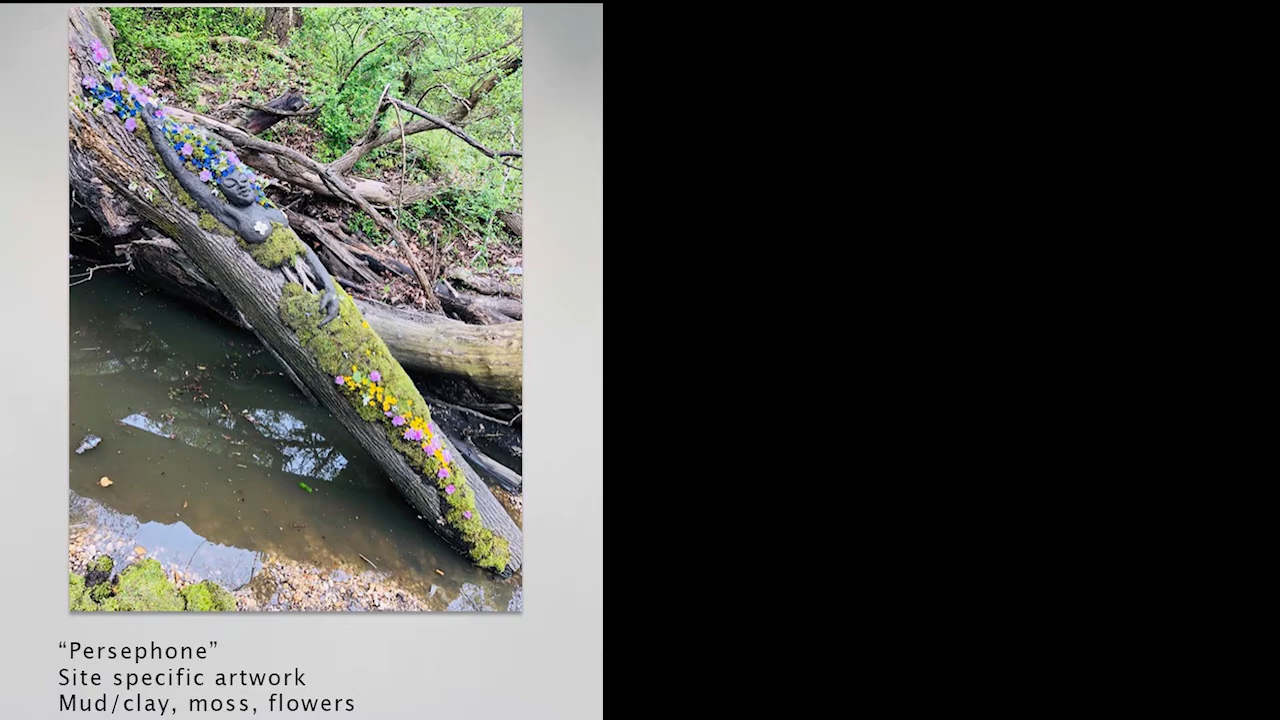 “Persephone”
Site specific artwork
Mud/clay, moss, flowers